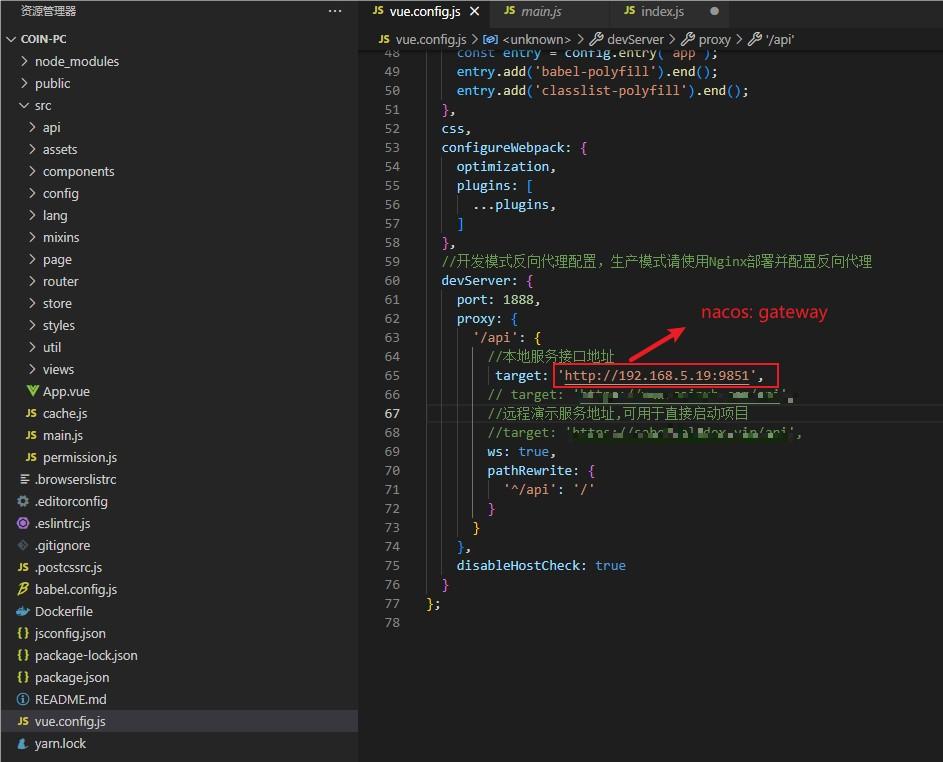 资源管理器
COIN-PC
node_modules
public
src
api
assets
components
config
lang
mixins
page
router
store
styles
util
views
App.vue
cache.js
main.js
permission.js
.browserslistrc
.editorconfig
.eslintrc.js
.gitignore
.postcssrc.js
babel.config.js
Dockerfile
jsconfig.json
package-lock.json
package.json
README.md
vue.config.js
yarn.lock
JS vue.config.js JS main.js JS index.js
JS vue.config.js > <unknown> > devServer > proxy > '/api'
48 const entry = config.entry('app');
49 entry.add('babel-polyfill').end();
50 entry.add('classlist-polyfill').end();
51 },
52 css,
53 configureWebpack: {
54 optimization,
55 plugins: [
56 ...plugins,
57 ]
58 },
59 //开发模式反向代理配置，生产模式请使用Nginx部署并配置反向代理
60 devServer: {
61 port: 1888,
62 proxy: {
63 '/api': {
64 //本地服务接口地址
65 target: 'http://192.168.5.19:9851',
66 // target:
67 //远程演示服务地址,可用于直接启动项目
68 //target:
69 ws: true,
70 pathRewrite: {
71 '^/api': '/'
72 }
73 }
74 },
75 disableHostCheck: true
76 }
77 };
78
nacos: gateway